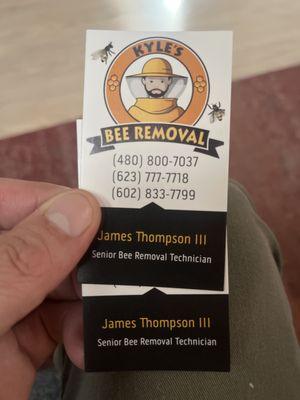 KYLE'S
BEE REMOVAL
(480) 800-7037
(623) 777-7718
(602) 833-7799
James Thompson III
Senior Bee Removal Technician
James Thompson III
Senior Bee Removal Technician